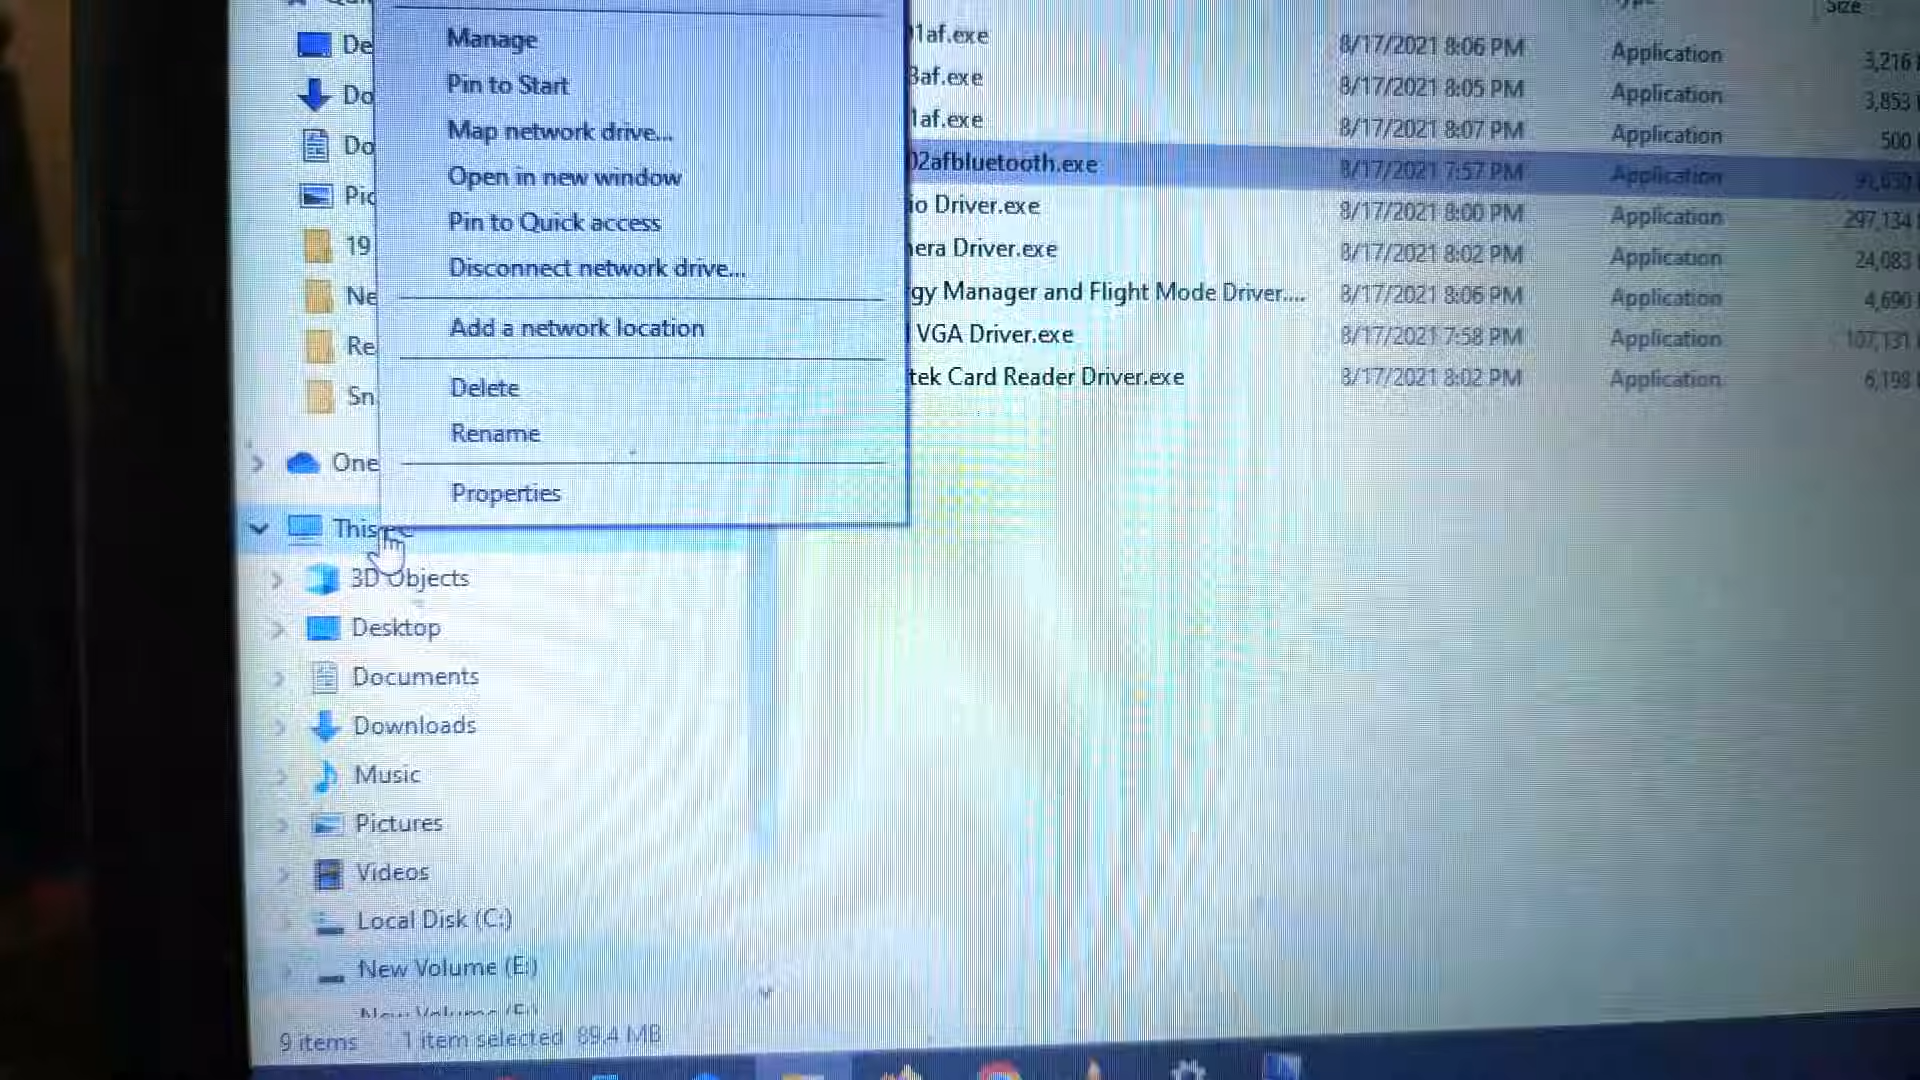 Size
Manage
Pin to Start
Map network drive...
Open in new window
Pin to Quick access
Disconnect network drive...
Add a network location
Delete
Rename
Properties
De
Do
Do
Pic
19
Ne
Re
Sn
One
This
3D Objects
Desktop
Documents
Downloads
Music
Pictures
Videos
Local Disk (C:)
New Volume (E:)
1af.exe 8/17/2021 8:06 PM Application 3,216
3af.exe 8/17/2021 8:05 PM Application 3,853
1af.exe 8/17/2021 8:07 PM Application 500
02afbluetooth.exe 8/17/2021 7:57 PM Application
io Driver.exe 8/17/2021 8:00 PM Application 297,134
era Driver.exe 8/17/2021 8:02 PM Application 24,083
gy Manager and Flight Mode Driver.... 8/17/2021 8:06 PM Application 4,690
VGA Driver.exe 8/17/2021 7:58 PM Application 107,131
tek Card Reader Driver.exe 8/17/2021 8:02 PM Application 6,198
9 items 1 item selected 89.4 MB